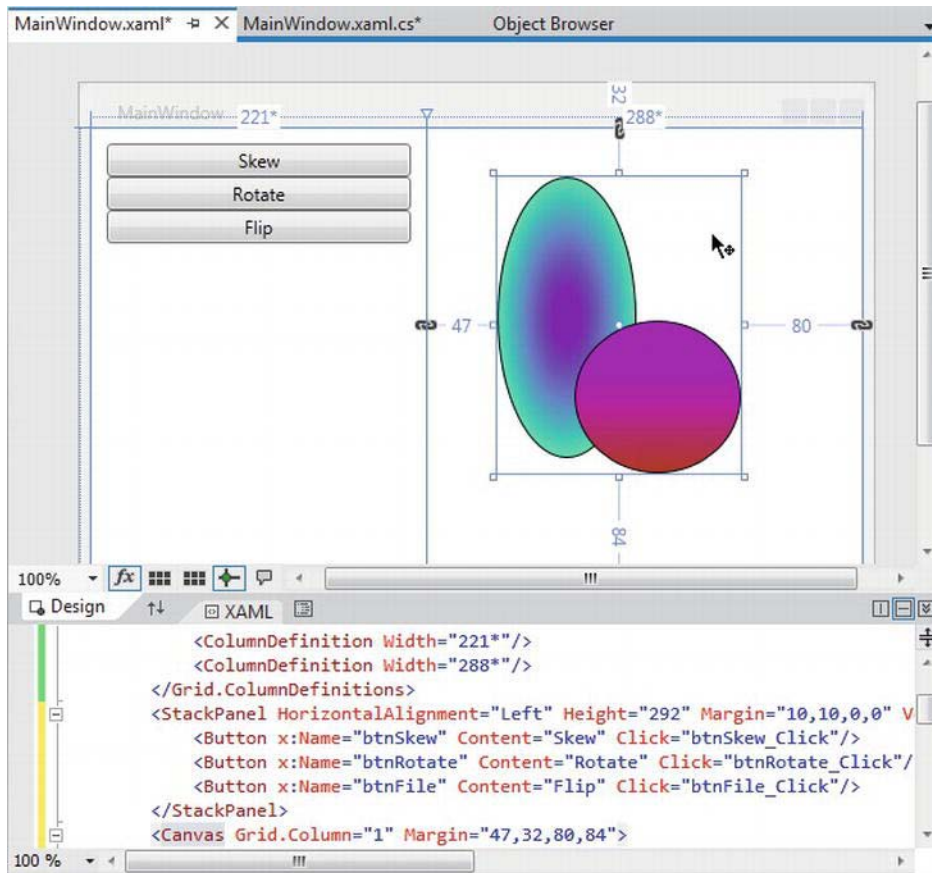 MainWindow.xaml* MainWindow.xaml.cs* Object Browser
32
MainWindow 221* 288*
Skew
Rotate
Flip
47 80
84
100% fx
Design XAML
<ColumnDefinition Width="221*"/>
<ColumnDefinition Width="288*"/>
</Grid.ColumnDefinitions>
<StackPanel HorizontalAlignment="Left" Height="292" Margin="10,10,0,0" V
<Button x:Name="btnSkew" Content="Skew" Click="btnSkew_Click"/>
<Button x:Name="btnRotate" Content="Rotate" Click="btnRotate_Click"/
<Button x:Name="btnFile" Content="Flip" Click="btnFile_Click"/>
</StackPanel>
<Canvas Grid.Column="1" Margin="47,32,80,84">
100 %